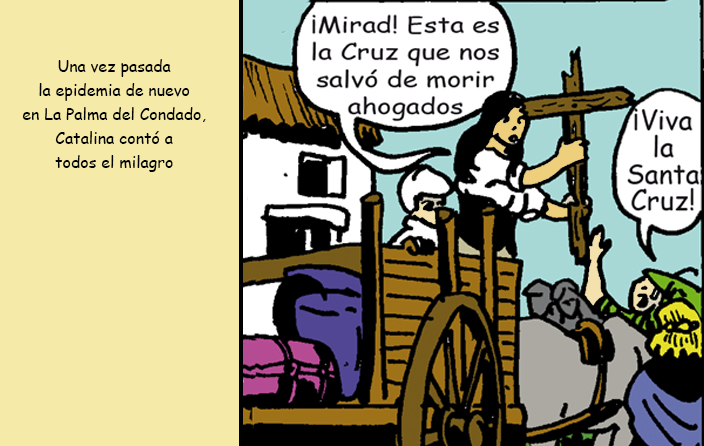 Una vez pasada
la epidemia de nuevo
en La Palma del Condado,
Catalina contó a
todos el milagro
¡Mirad! Esta es
la Cruz que nos
salvó de morir
ahogados
¡Viva
la
Santa
Cruz!